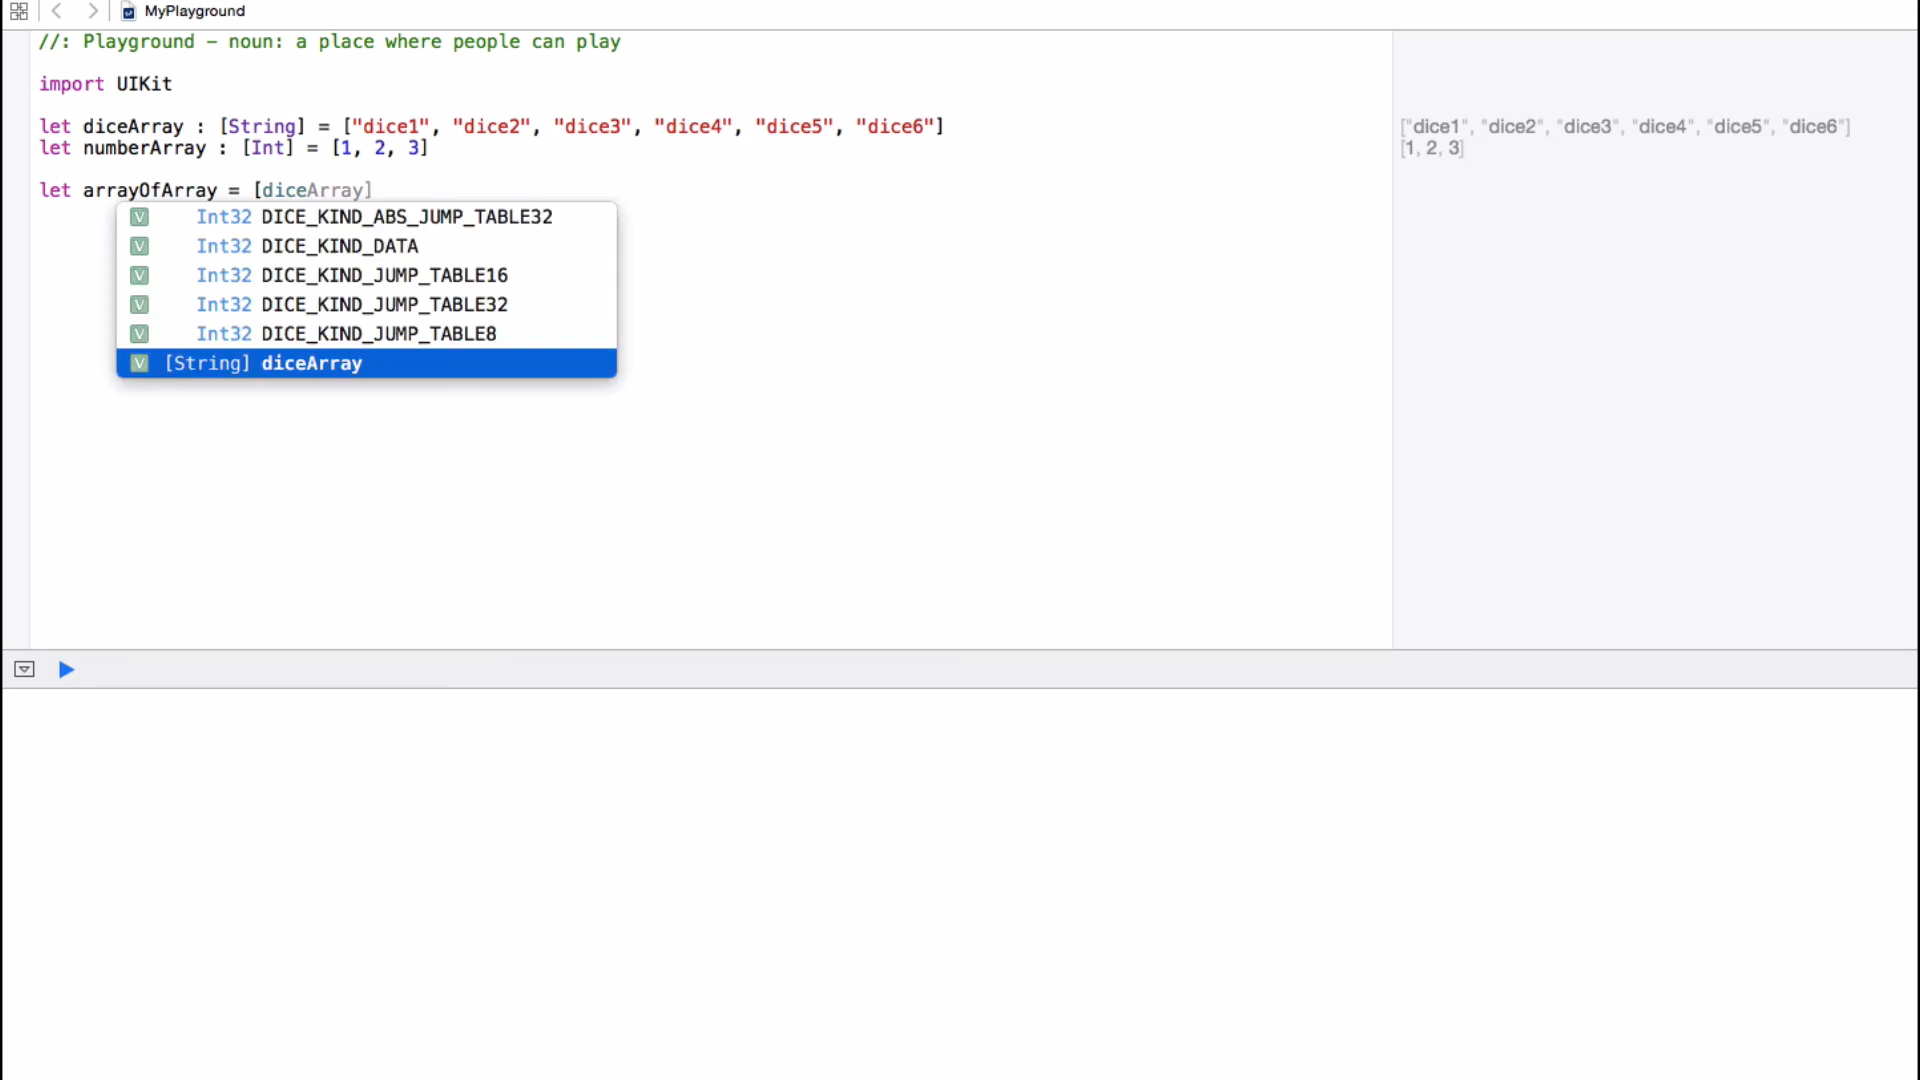 MyPlayground
//: Playground – noun: a place where people can play
import UIKit
let diceArray : [String] = ["dice1", "dice2", "dice3", "dice4", "dice5", "dice6"]
["dice1", "dice2", "dice3", "dice4", "dice5", "dice6"]
let numberArray : [Int] = [1, 2, 3]
[1, 2, 3]
let arrayOfArray = [diceArray]
V Int32 DICE_KIND_ABS_JUMP_TABLE32
V Int32 DICE_KIND_DATA
V Int32 DICE_KIND_JUMP_TABLE16
V Int32 DICE_KIND_JUMP_TABLE32
V Int32 DICE_KIND_JUMP_TABLE8
V [String] diceArray